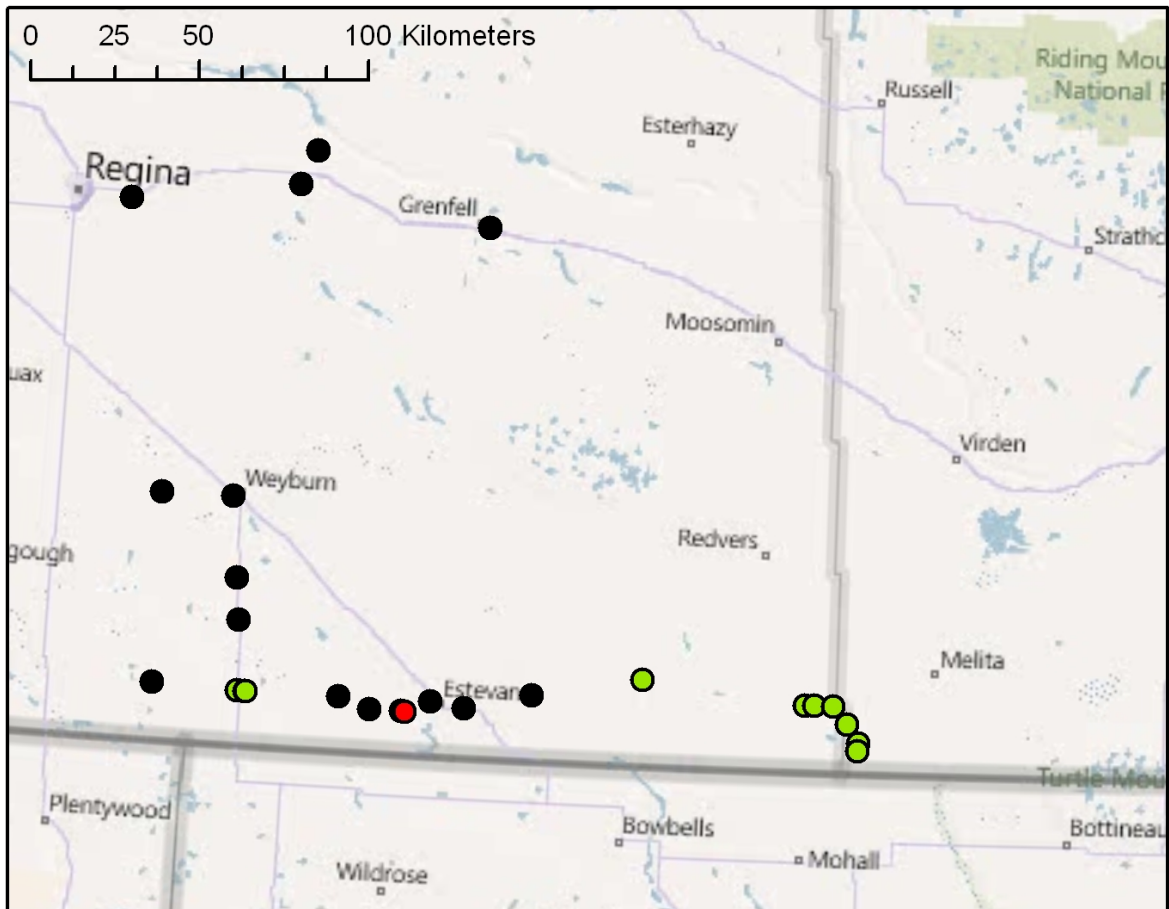 0 25 50 100 Kilometers
Riding Mou
National P
Russell
Esterhazy
Regina
Grenfell
Strathc
Moosomin
uax
Virden
Weyburn
Redvers
gough
Melita
Estevan
Turtle Mou
Plentywood
Bowbells
Bottineau
Mohall
Wildrose